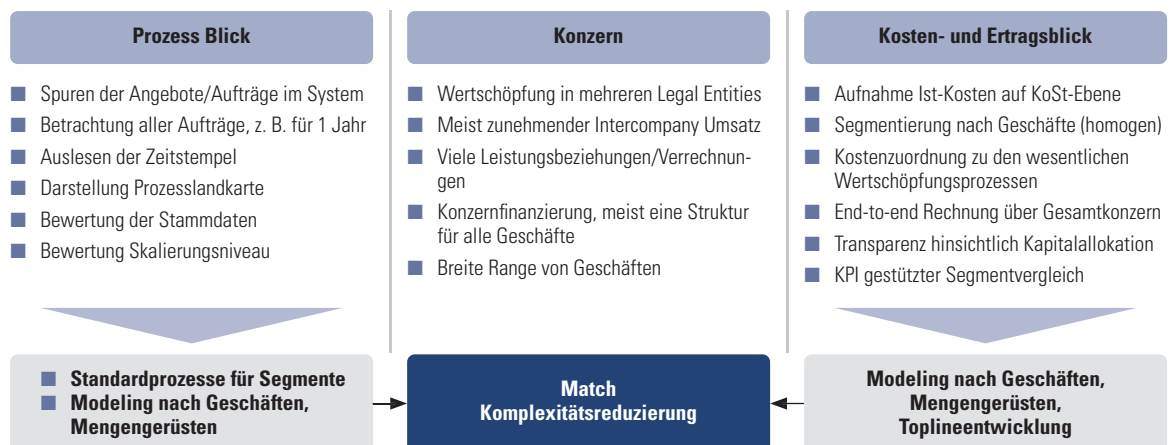 Prozess Blick
Spuren der Angebote/Aufträge im System
Betrachtung aller Aufträge, z. B. für 1 Jahr
Auslesen der Zeitstempel
Darstellung Prozesslandkarte
Bewertung der Stammdaten
Bewertung Skalierungsniveau
Standardprozesse für Segmente
Modeling nach Geschäften,
Mengengerüsten
Konzern
Wertschöpfung in mehreren Legal Entities
Meist zunehmender Intercompany Umsatz
Viele Leistungsbeziehungen/Verrechnun-
gen
Konzernfinanzierung, meist eine Struktur
für alle Geschäfte
Breite Range von Geschäften
Match
Komplexitätsreduzierung
Kosten- und Ertragsblick
Aufnahme Ist-Kosten auf KoSt-Ebene
Segmentierung nach Geschäfte (homogen)
Kostenzuordnung zu den wesentlichen
Wertschöpfungsprozessen
End-to-end Rechnung über Gesamtkonzern
Transparenz hinsichtlich Kapitalallokation
KPI gestützter Segmentvergleich
Modeling nach Geschäften,
Mengengerüsten,
Toplineentwicklung